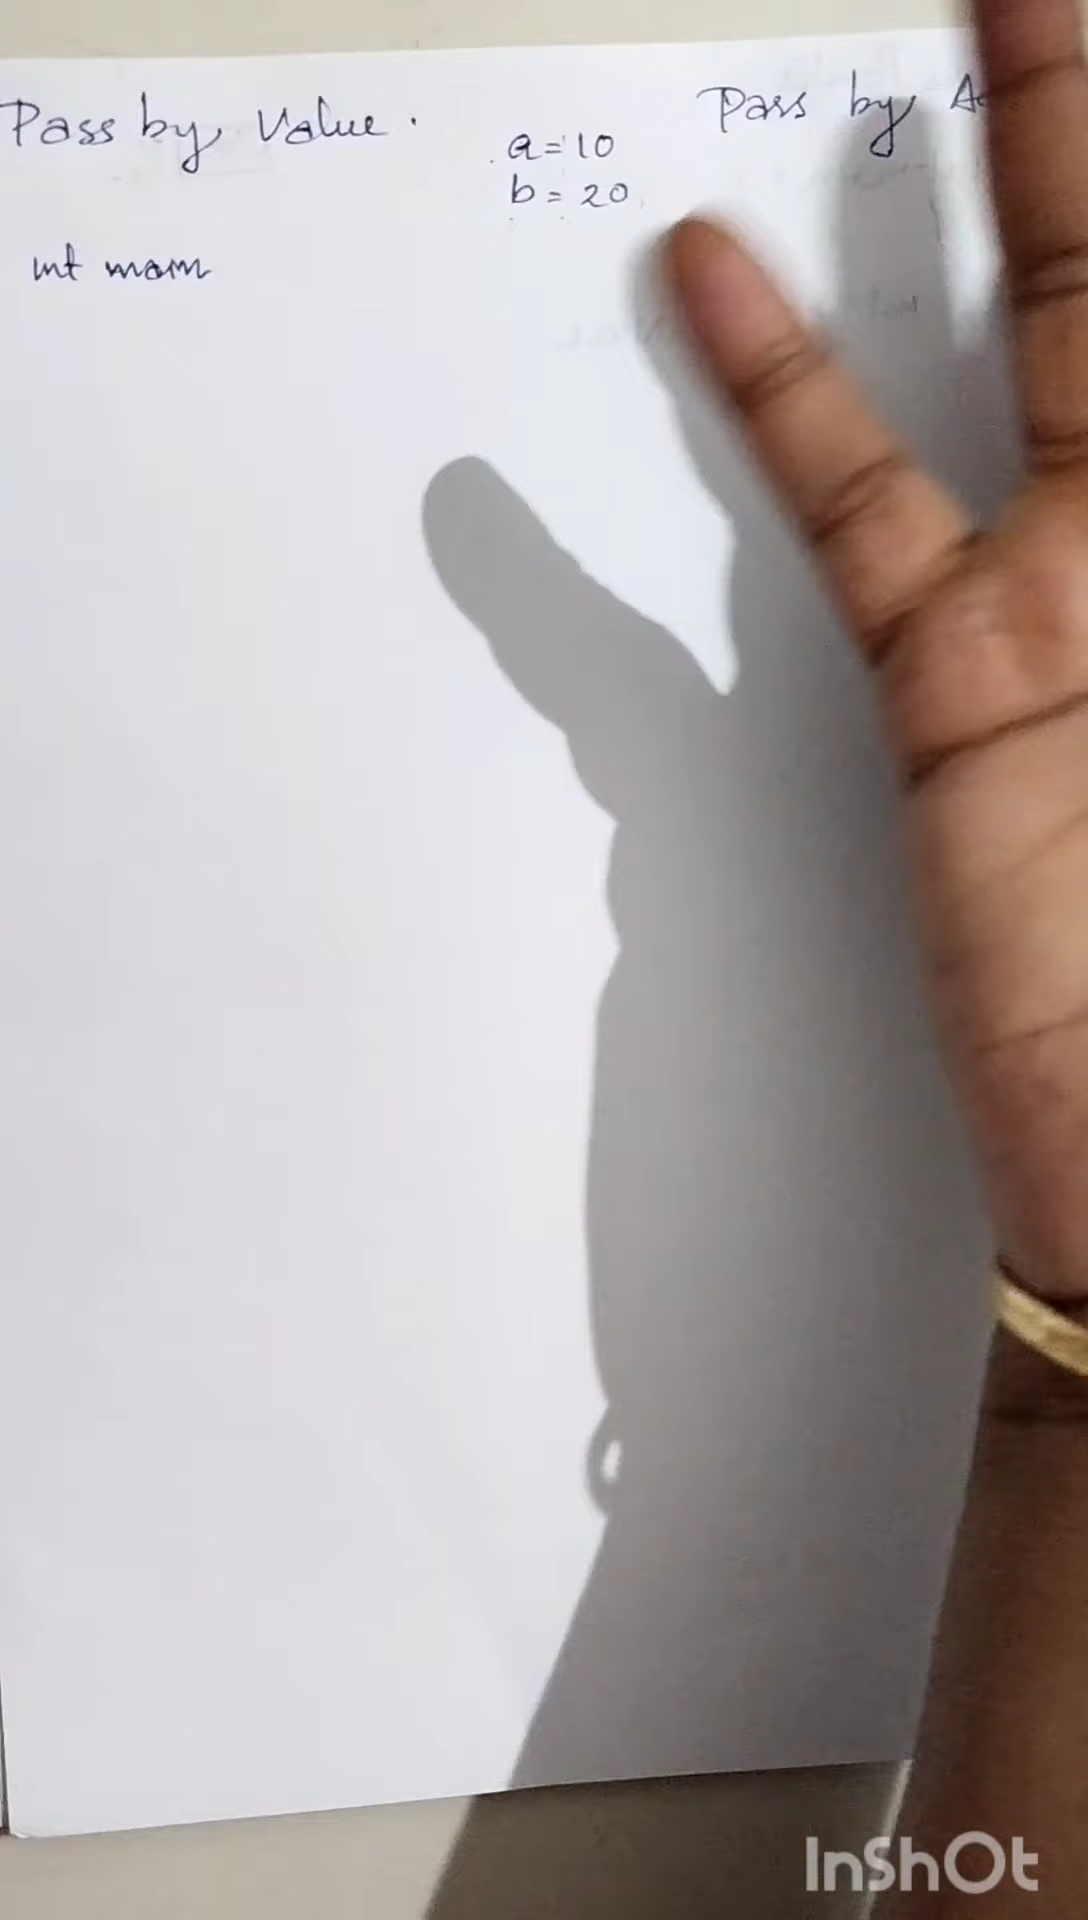 Pass by Value.
a = 10
b = 20
Pass by
int main
InShOt